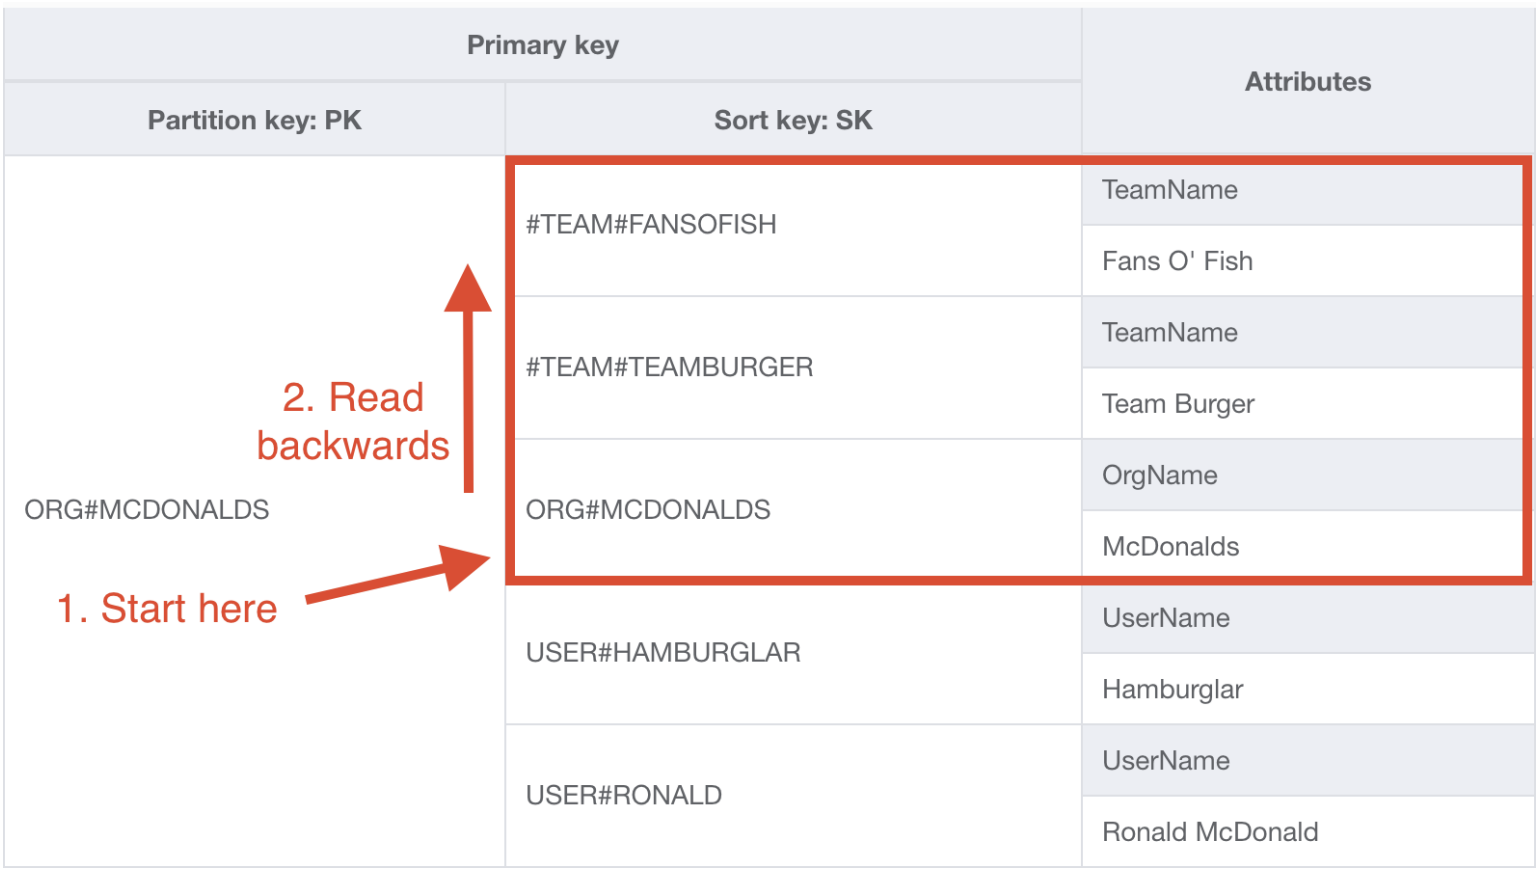 Primary key
Attributes
Partition key: PK
Sort key: SK
TeamName
#TEAM#FANSOFISH
Fans O' Fish
TeamName
#TEAM#TEAMBURGER
2. Read
backwards
Team Burger
OrgName
ORG#MCDONALDS
ORG#MCDONALDS
McDonalds
1. Start here
UserName
USER#HAMBURGLAR
Hamburglar
UserName
USER#RONALD
Ronald McDonald